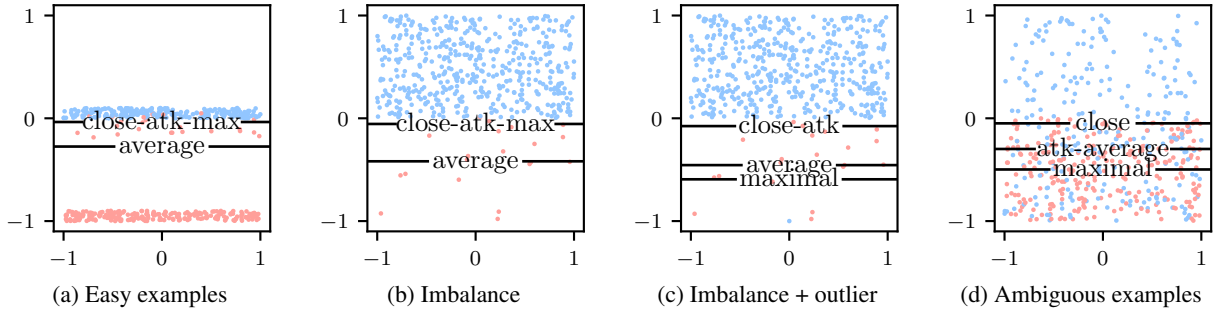 1
0
−1
close-atk-max
average
−1 0 1
(a) Easy examples
1
0
−1
close-atk-max
average
−1 0 1
(b) Imbalance
1
0
−1
close-atk
average
maximal
−1 0 1
(c) Imbalance + outlier
1
0
−1
close
atk-average
maximal
−1 0 1
(d) Ambiguous examples